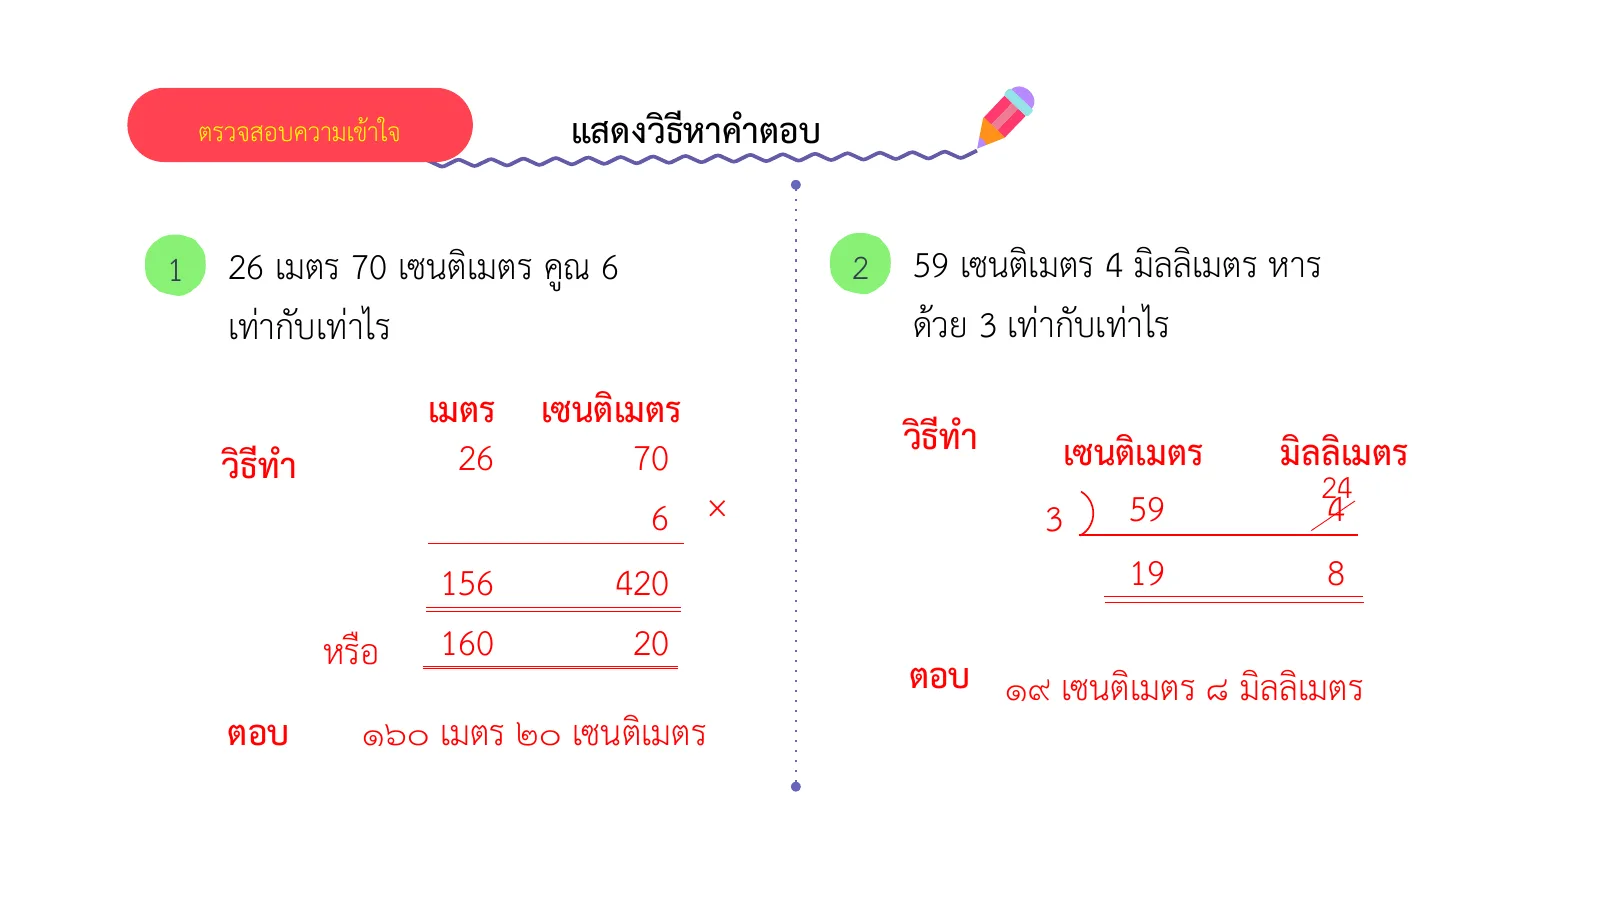 ตรวจสอบความเข้าใจ
แสดงวิธีหาคำตอบ
1
26 เมตร 70 เซนติเมตร คูณ 6
เท่ากับเท่าไร
เมตร เซนติเมตร
วิธีทำ
26 70
6 ×
156 420
หรือ 160 20
ตอบ ๑๖๐ เมตร ๒๐ เซนติเมตร
2
59 เซนติเมตร 4 มิลลิเมตร หาร
ด้วย 3 เท่ากับเท่าไร
วิธีทำ
เซนติเมตร มิลลิเมตร
24
3 ) 59 4
19 8
ตอบ ๑๙ เซนติเมตร ๘ มิลลิเมตร